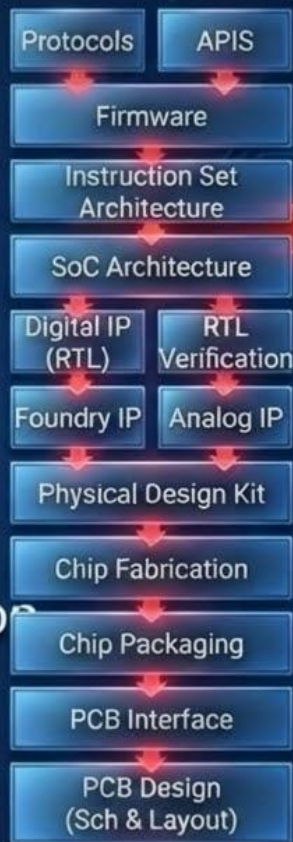 Protocols APIS
Firmware
Instruction Set
Architecture
SoC Architecture
Digital IP RTL
(RTL) Verification
Foundry IP Analog IP
Physical Design Kit
Chip Fabrication
Chip Packaging
PCB Interface
PCB Design
(Sch & Layout)